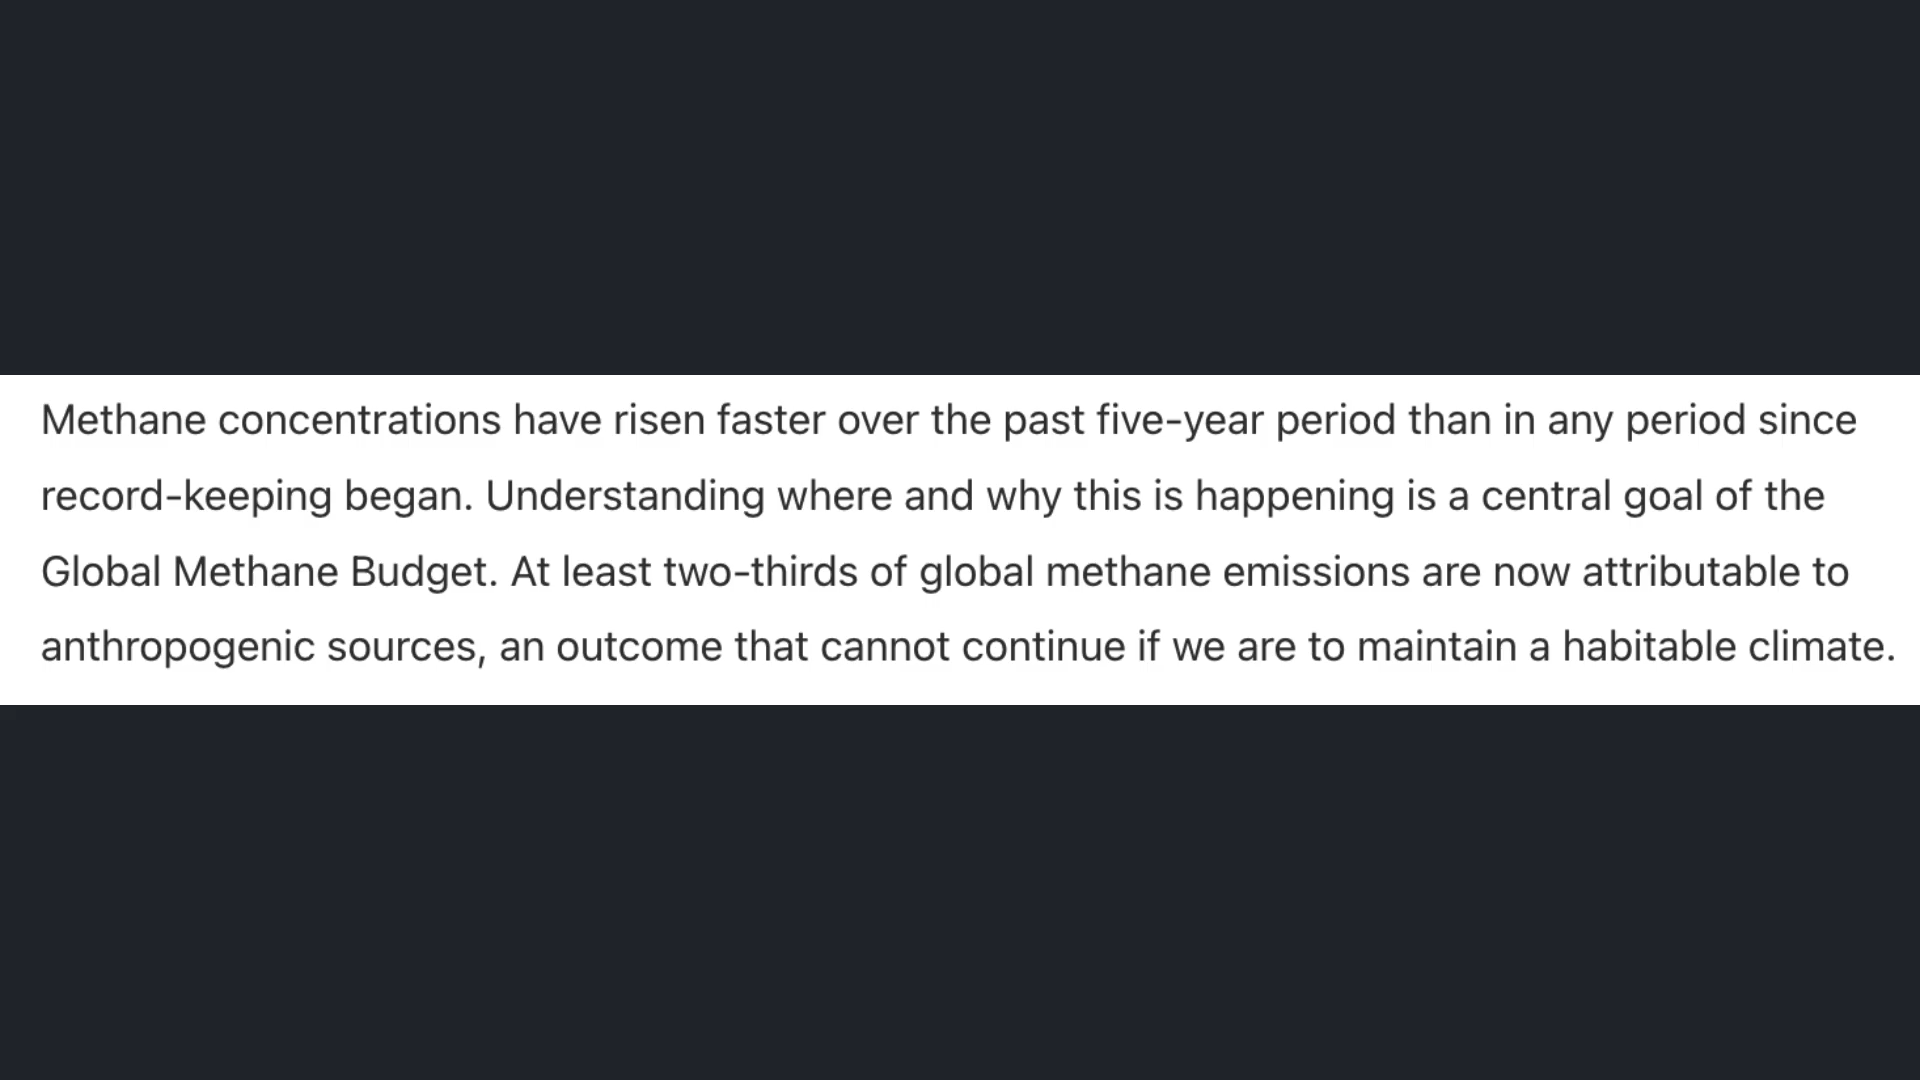 Methane concentrations have risen faster over the past five-year period than in any period since
record-keeping began. Understanding where and why this is happening is a central goal of the
Global Methane Budget. At least two-thirds of global methane emissions are now attributable to
anthropogenic sources, an outcome that cannot continue if we are to maintain a habitable climate.